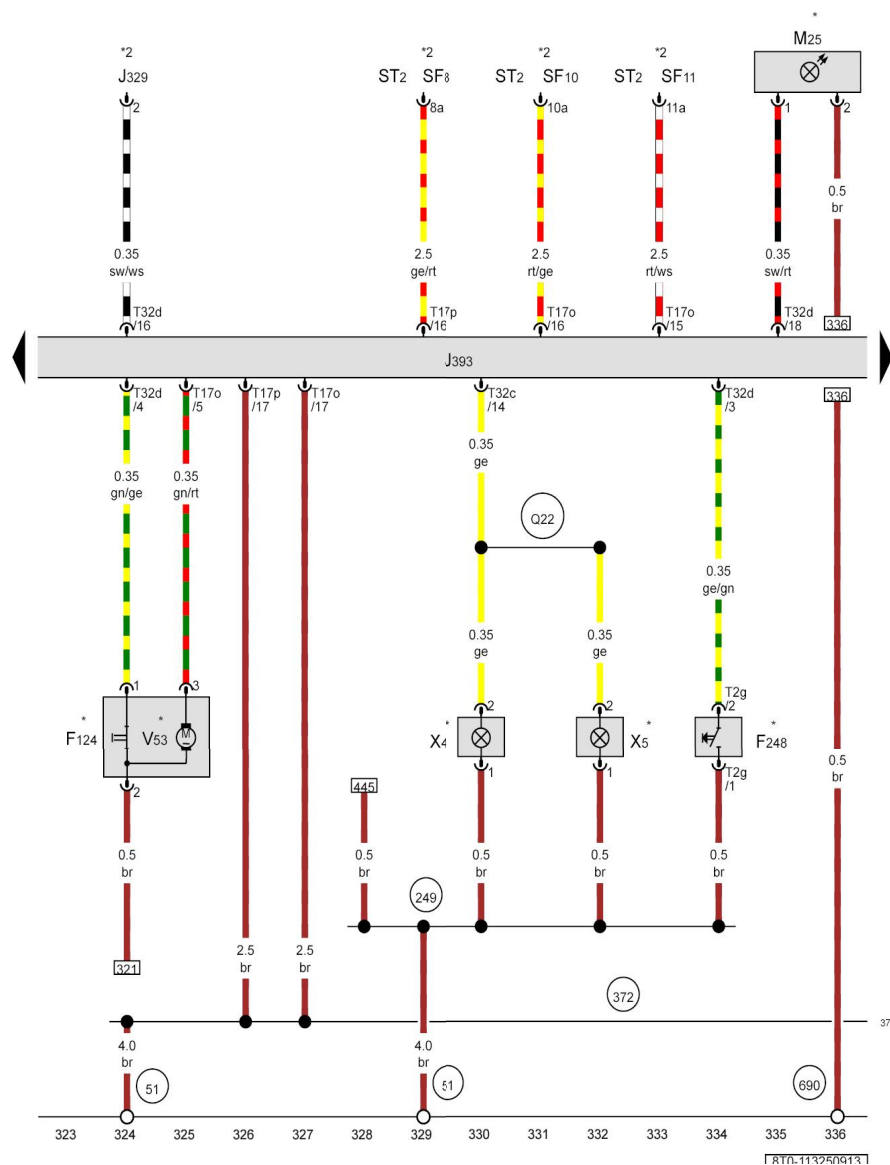 *
M25
*2
*2
*2
*2
J329
ST2 SF8
ST2 SF10
ST2 SF11
2
8a
10a
11a
1
2
0.5
br
0.35
sw/ws
2.5
ge/rt
2.5
rt/ge
2.5
rt/ws
0.35
sw/rt
T32d
/16
T17p
/16
T17o
/16
T17o
/15
T32d
/18
336
J393
T32d
/4
T17o
/5
T17p
/17
T17o
/17
T32c
/14
T32d
/3
336
0.35
ge
0.35
gn/ge
0.35
gn/rt
Q22
0.35
ge/gn
0.35
ge
0.35
ge
1
3
2
2
T2g
/2
*
F124
*
V53
M
*
X4
*
X5
*
F248
2
445
1
1
T2g
/1
0.5
br
0.5
br
0.5
br
0.5
br
0.5
br
0.5
br
249
321
2.5
br
2.5
br
372
37
4.0
br
4.0
br
51
51
690
323 324 325 326 327 328 329 330 331 332 333 334 335 336
8T0-113250913